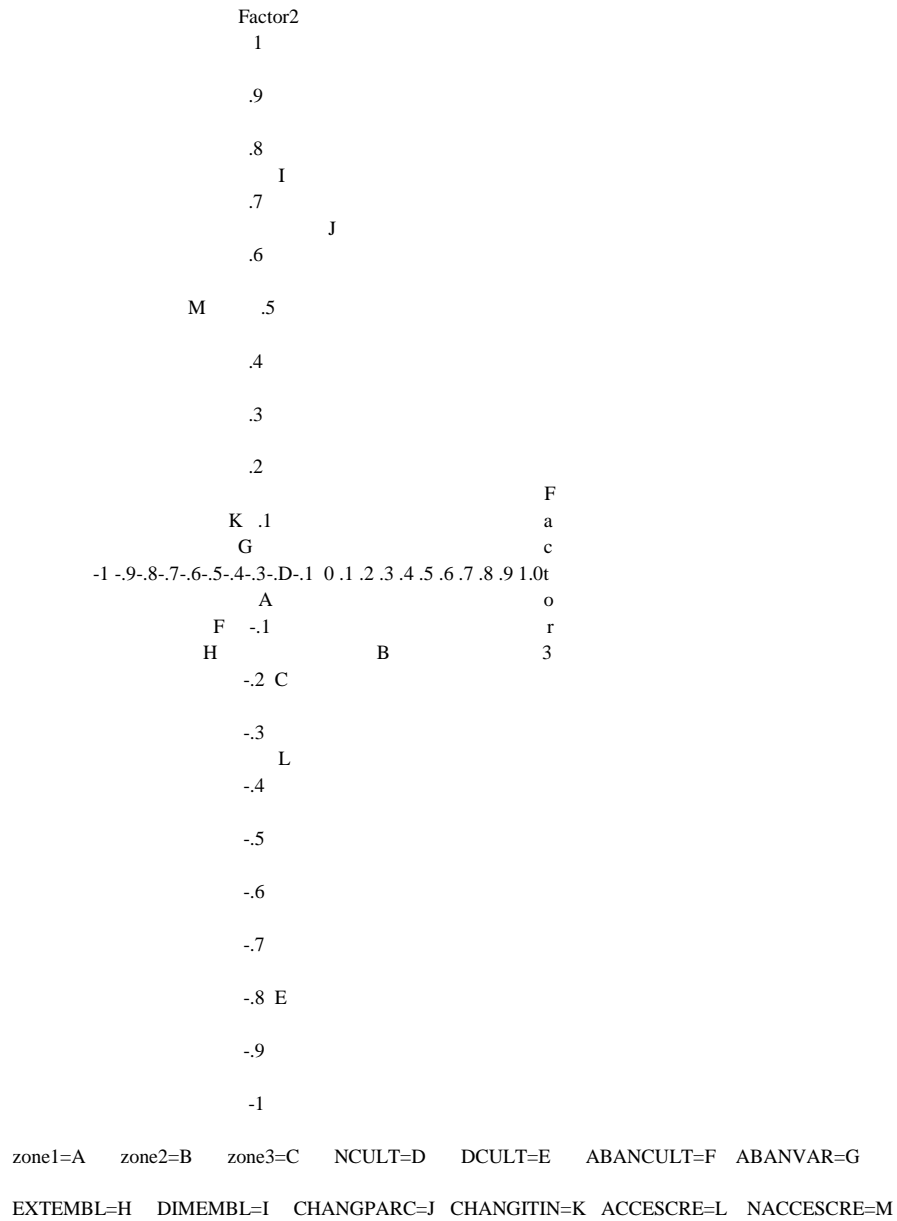 Factor2
1
.9
.8
I
.7
J
.6
M .5
.4
.3
.2
F
K .1 a
G c
-1 -.9-.8-.7-.6-.5-.4-.3-.D-.1 0 .1 .2 .3 .4 .5 .6 .7 .8 .9 1.0t
A o
F -.1 r
H B 3
-.2 C
-.3
L
-.4
-.5
-.6
-.7
-.8 E
-.9
-1
zone1=A zone2=B zone3=C NCULT=D DCULT=E ABANCULT=F ABANVAR=G
EXTEMBL=H DIMEMBL=I CHANGPARC=J CHANGITIN=K ACCESCRE=L NACCESCRE=M